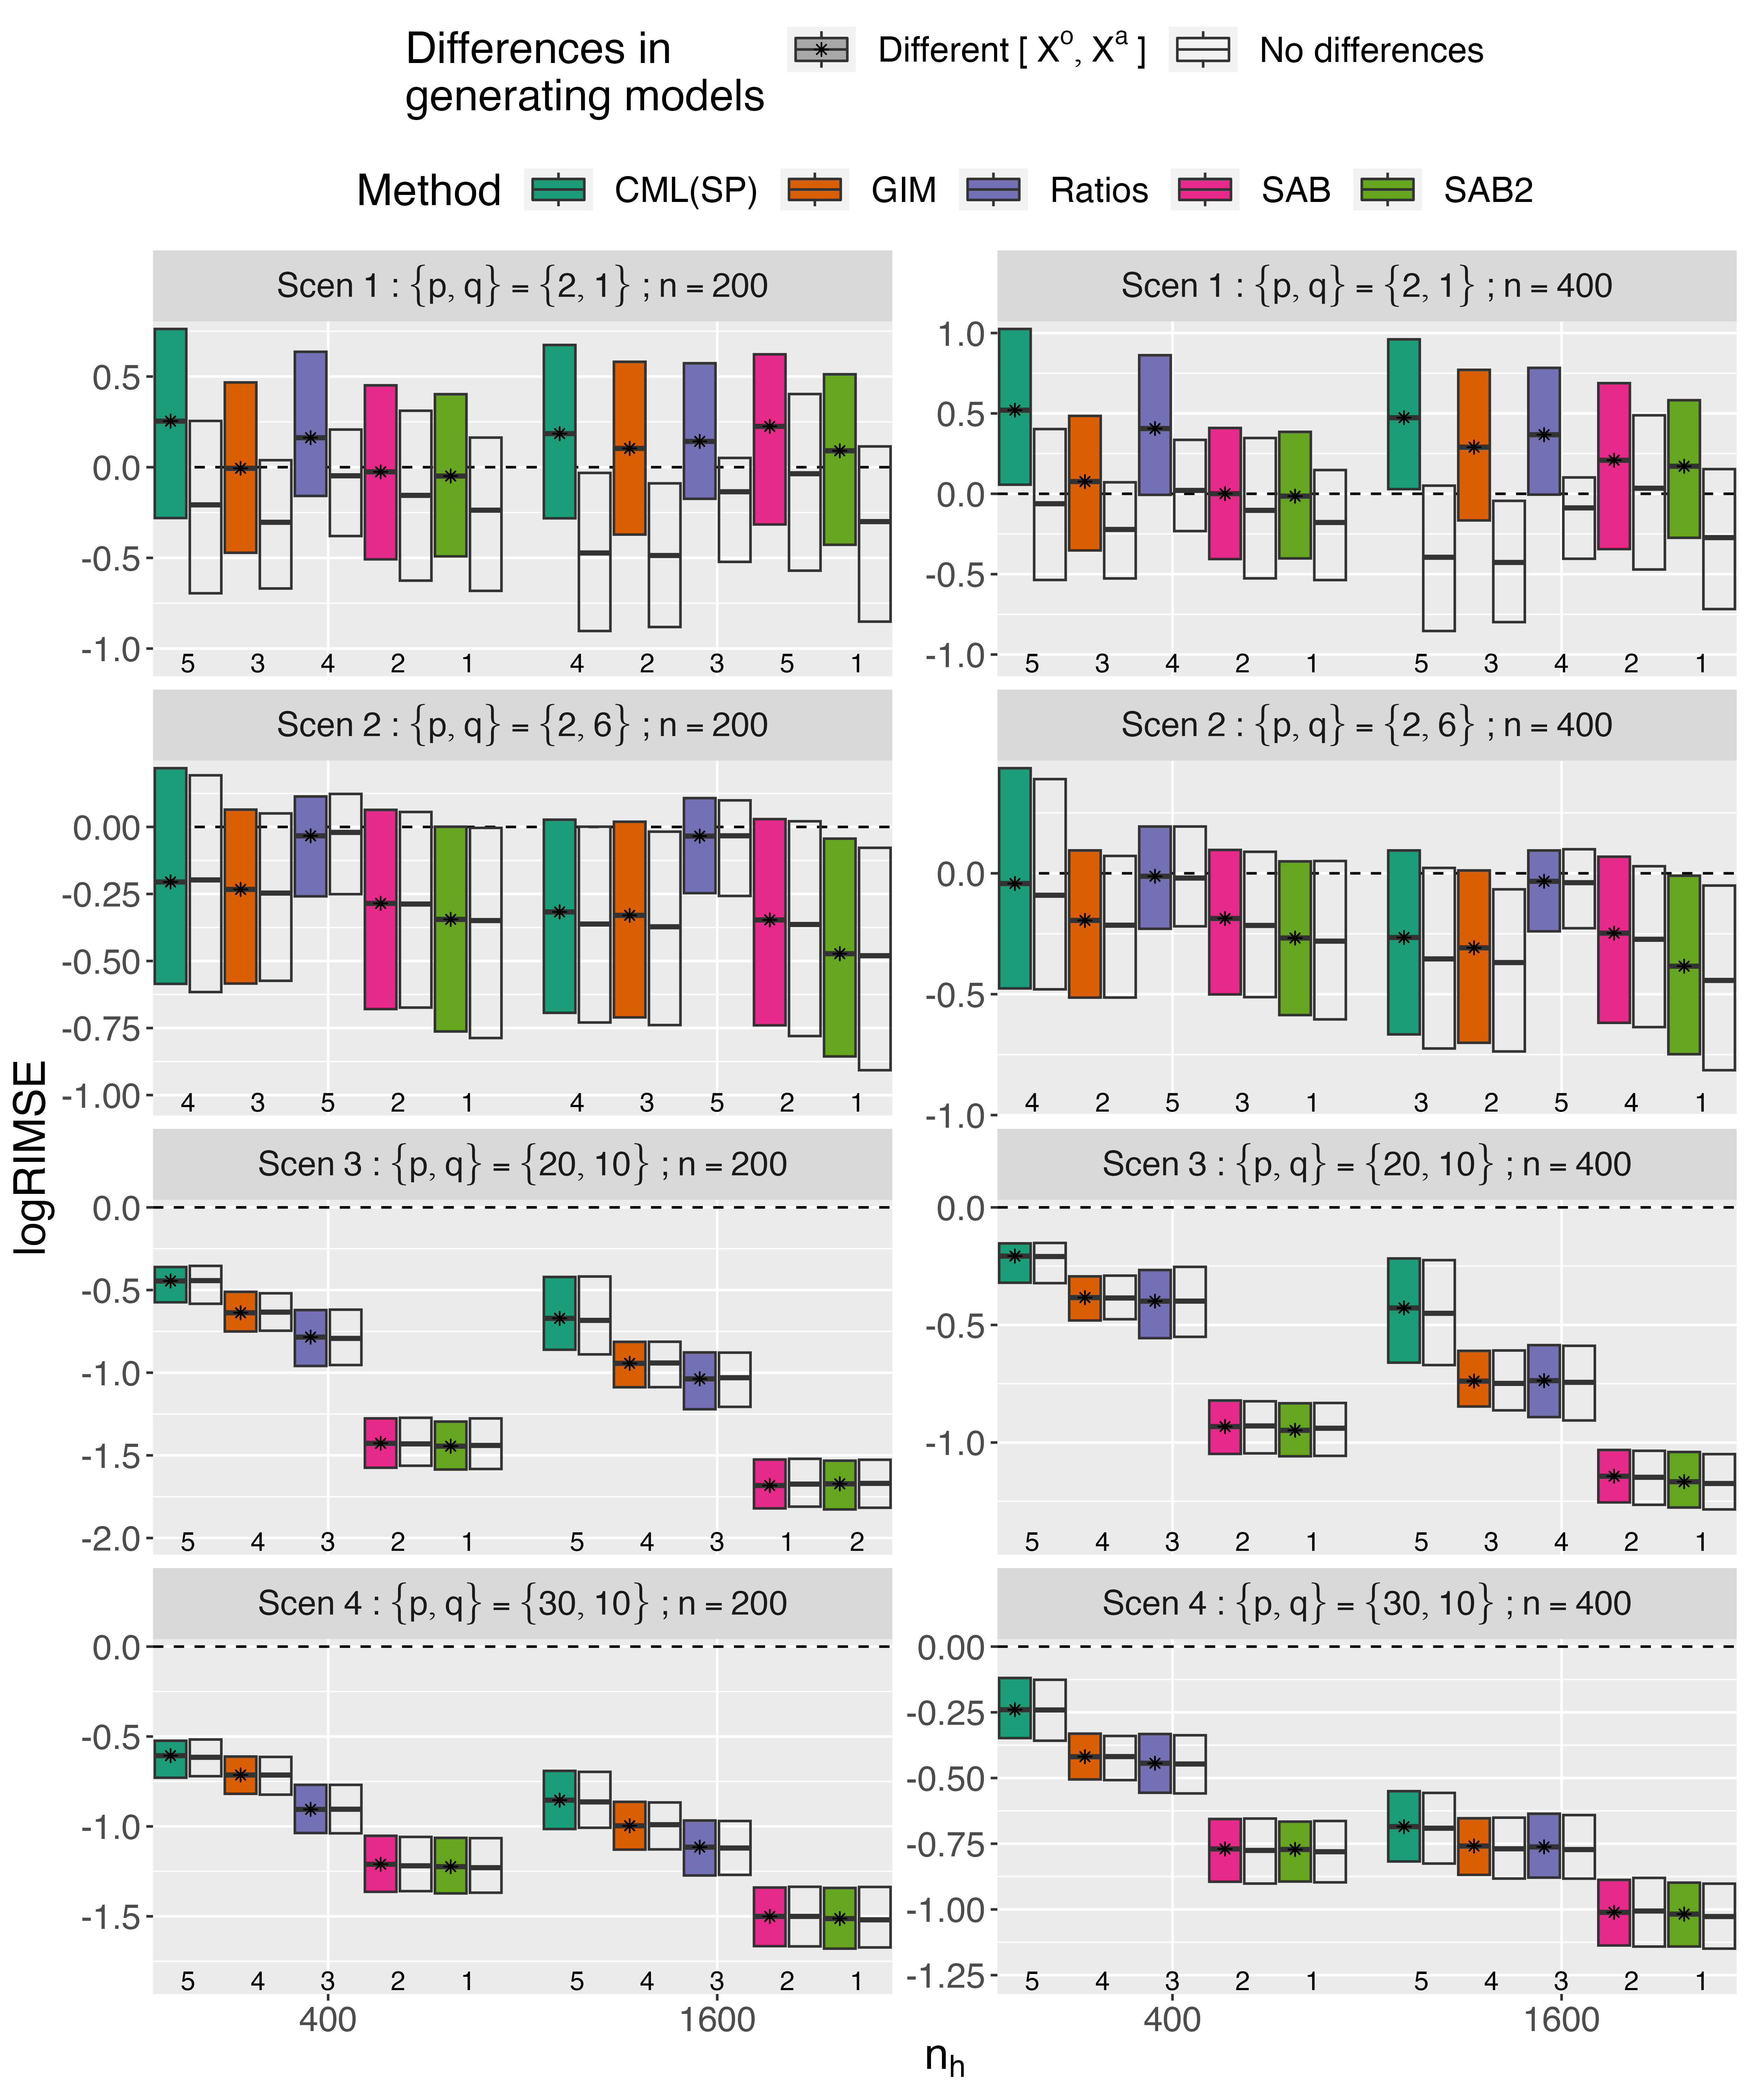 Differences in
generating models
Different [ Xᵒ, Xᵃ ]
No differences
Method
CML(SP)
GIM
Ratios
SAB
SAB2
Scen 1 : {p, q} = {2, 1} ; n = 200
0.5
0.0
-0.5
-1.0
5 3 4 2 1 4 2 3 5 1
Scen 1 : {p, q} = {2, 1} ; n = 400
1.0
0.5
0.0
-0.5
-1.0
5 3 4 2 1 5 3 4 2 1
Scen 2 : {p, q} = {2, 6} ; n = 200
0.00
-0.25
-0.50
-0.75
-1.00
4 3 5 2 1 4 3 5 2 1
Scen 2 : {p, q} = {2, 6} ; n = 400
0.0
-0.5
-1.0
4 2 5 3 1 3 2 5 4 1
logRIMSE
Scen 3 : {p, q} = {20, 10} ; n = 200
0.0
-0.5
-1.0
-1.5
-2.0
5 4 3 2 1 5 4 3 1 2
Scen 3 : {p, q} = {20, 10} ; n = 400
0.0
-0.5
-1.0
5 4 3 2 1 5 3 4 2 1
Scen 4 : {p, q} = {30, 10} ; n = 200
0.0
-0.5
-1.0
-1.5
5 4 3 2 1 5 4 3 2 1
400 1600
Scen 4 : {p, q} = {30, 10} ; n = 400
0.00
-0.25
-0.50
-0.75
-1.00
-1.25
5 4 3 2 1 5 4 3 2 1
400 1600
nₕ